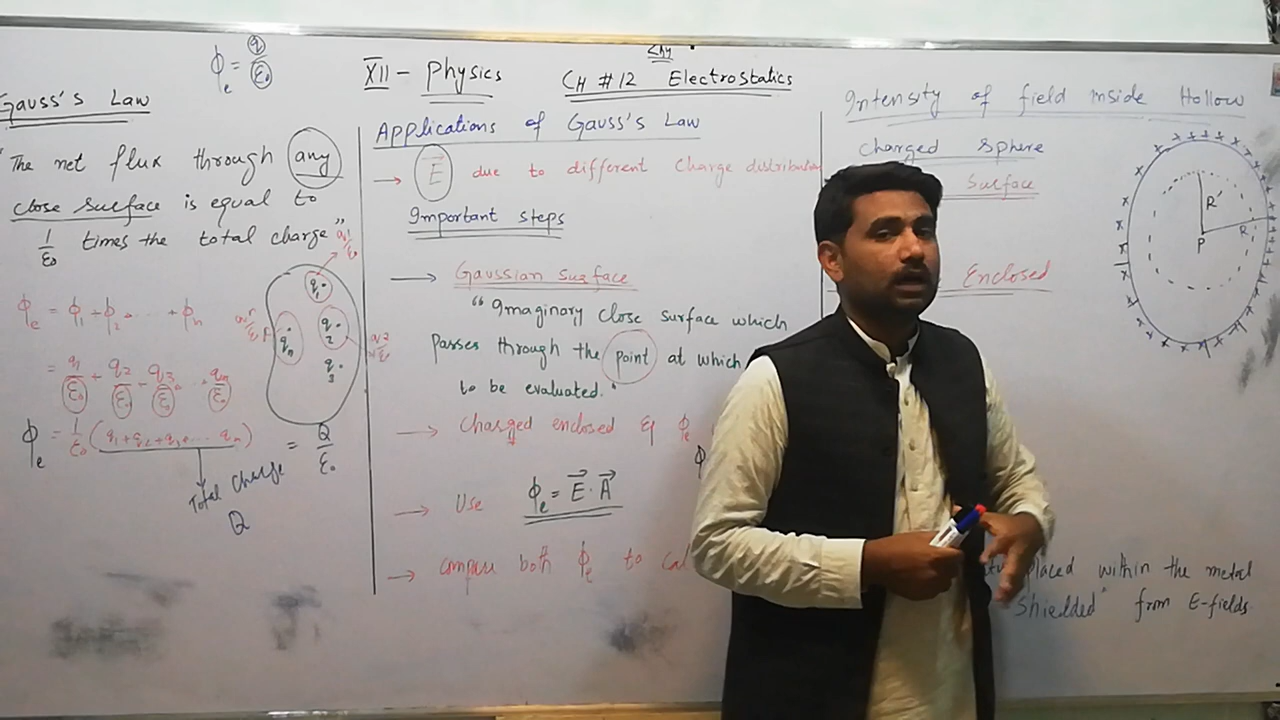 ϕe = q/ε₀
XII - Physics
CH # 12 Electrostatics
Gauss's Law
"The net flux through any
close surface is equal to
1/ε₀ times the total charge"
ϕe = ϕ1 + ϕ2 ..... + ϕn
= q1/ε₀ + q2/ε₀ + q3/ε₀ ... qn/ε₀
ϕe = 1/ε₀ (q1+q2+q3+.... qn) = Q/ε₀
Total Charge
Q
q1
q2
q3
qn
Applications of Gauss's Law
→ E⃗ due to different Charge distribution
Important steps
→ Gaussian surface
"Imaginary close surface which
passes through the point at which
to be evaluated."
→ Charged enclosed & ϕe
→ Use ϕe = E⃗ . A⃗
→ compare both ϕe to cal
Intensity of field inside Hollow
charged sphere
Surface
Enclosed
R'
R
P
placed within the metal
shielded" from E-fields